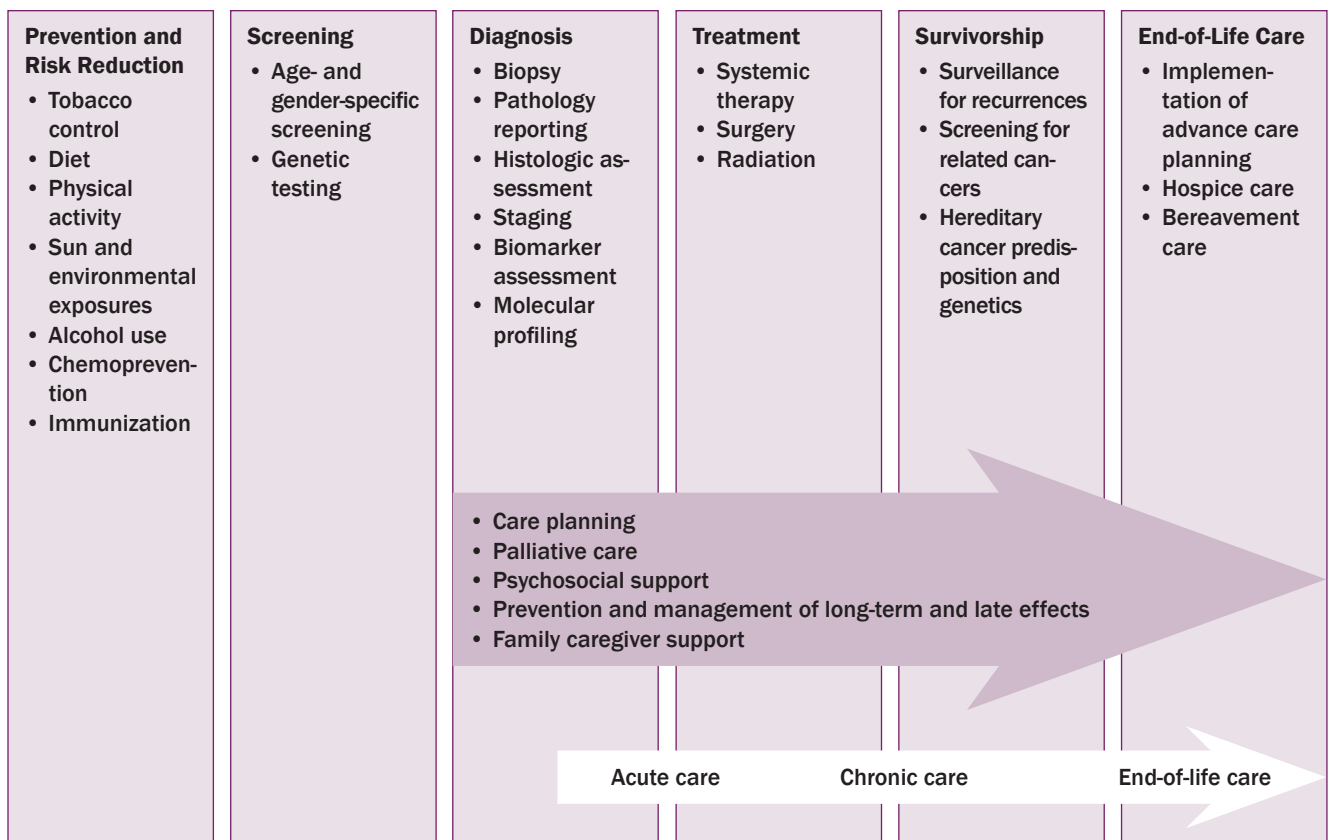 Prevention and
Risk Reduction
• Tobacco
control
• Diet
• Physical
activity
• Sun and
environmental
exposures
• Alcohol use
• Chemopreven-
tion
• Immunization
Screening
• Age- and
gender-specific
screening
• Genetic
testing
Diagnosis
• Biopsy
• Pathology
reporting
• Histologic as-
sessment
• Staging
• Biomarker
assessment
• Molecular
profiling
Treatment
• Systemic
therapy
• Surgery
• Radiation
Survivorship
• Surveillance
for recurrences
• Screening for
related can-
cers
• Hereditary
cancer predis-
position and
genetics
End-of-Life Care
• Implemen-
tation of
advance care
planning
• Hospice care
• Bereavement
care
• Care planning
• Palliative care
• Psychosocial support
• Prevention and management of long-term and late effects
• Family caregiver support
Acute care
Chronic care
End-of-life care